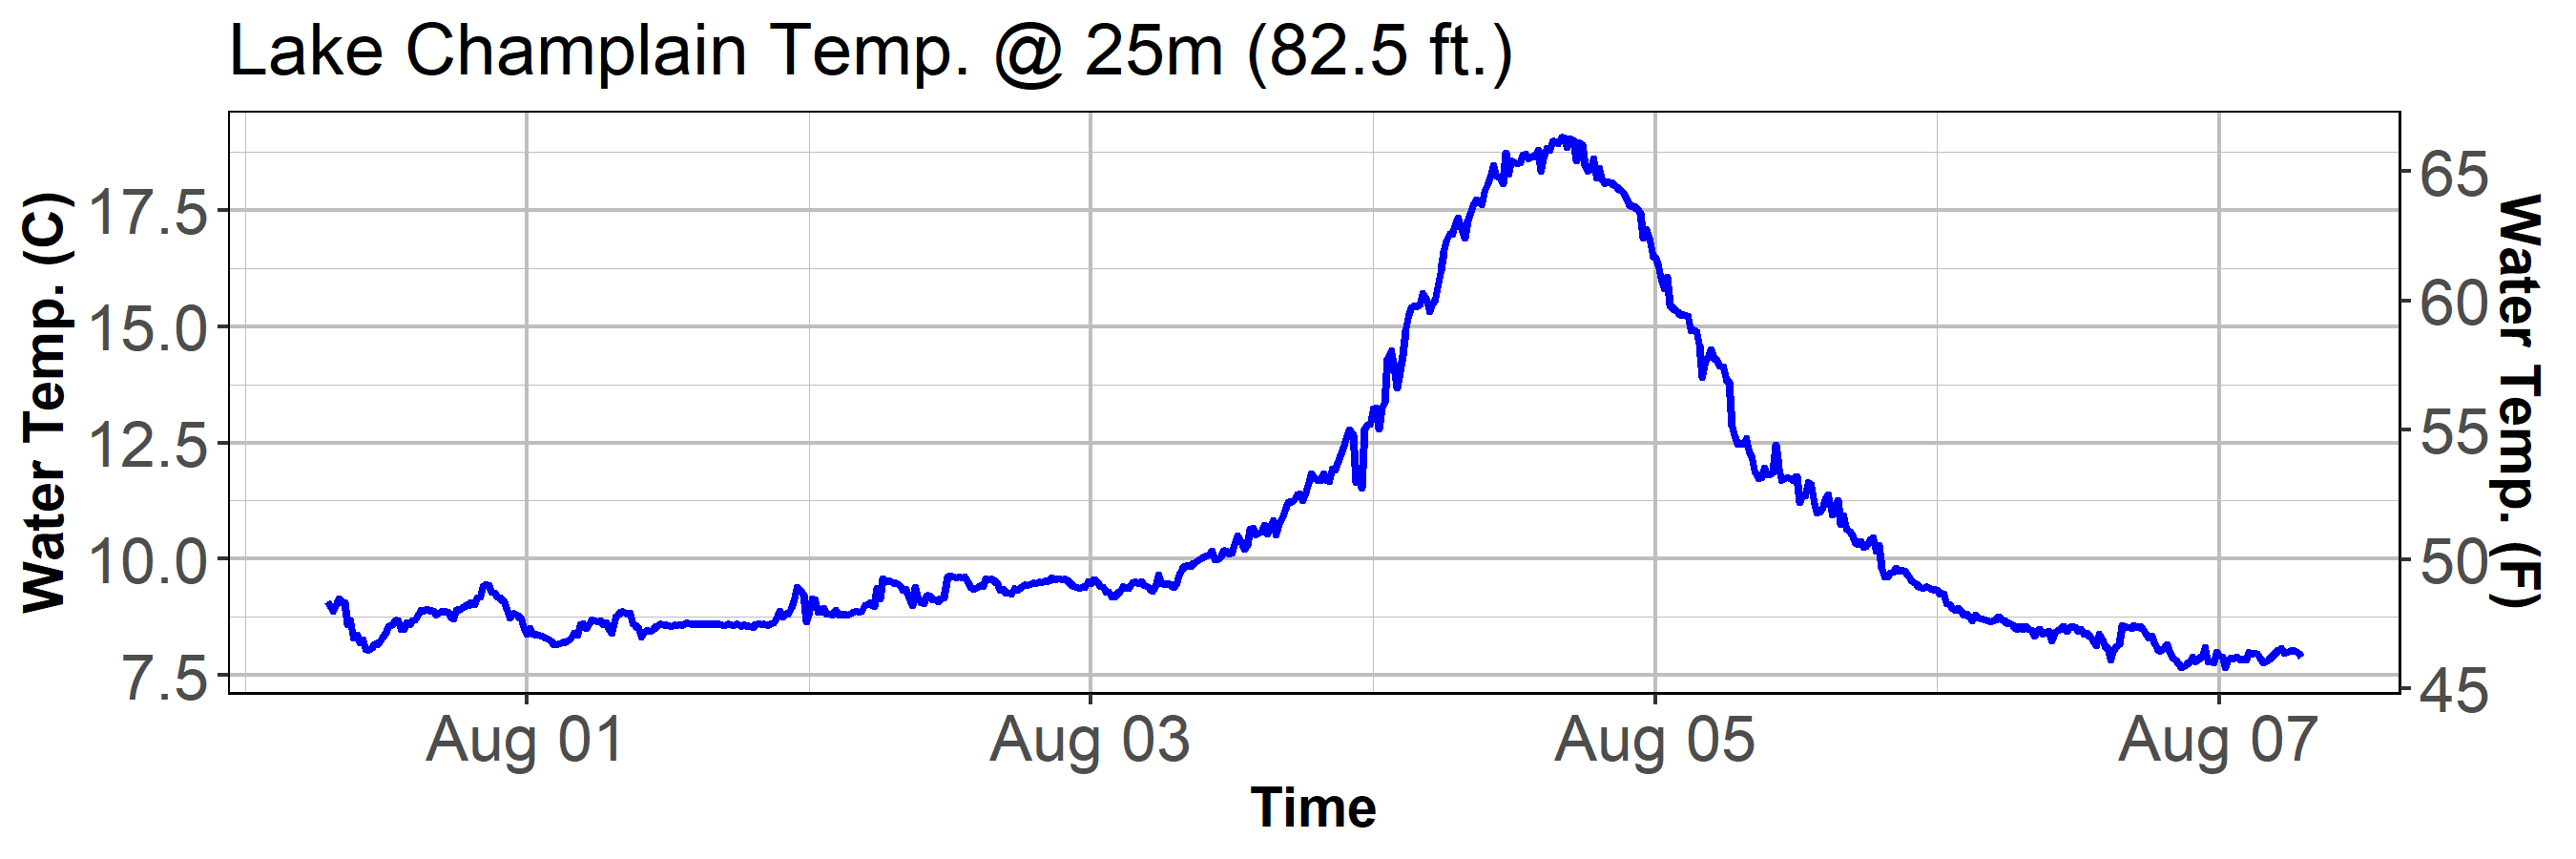 Lake Champlain Temp. @ 25m (82.5 ft.)
Water Temp. (C)
17.5
15.0
12.5
10.0
7.5
65
60
55
50
45
Water Temp. (F)
Aug 01 Aug 03 Aug 05 Aug 07
Time